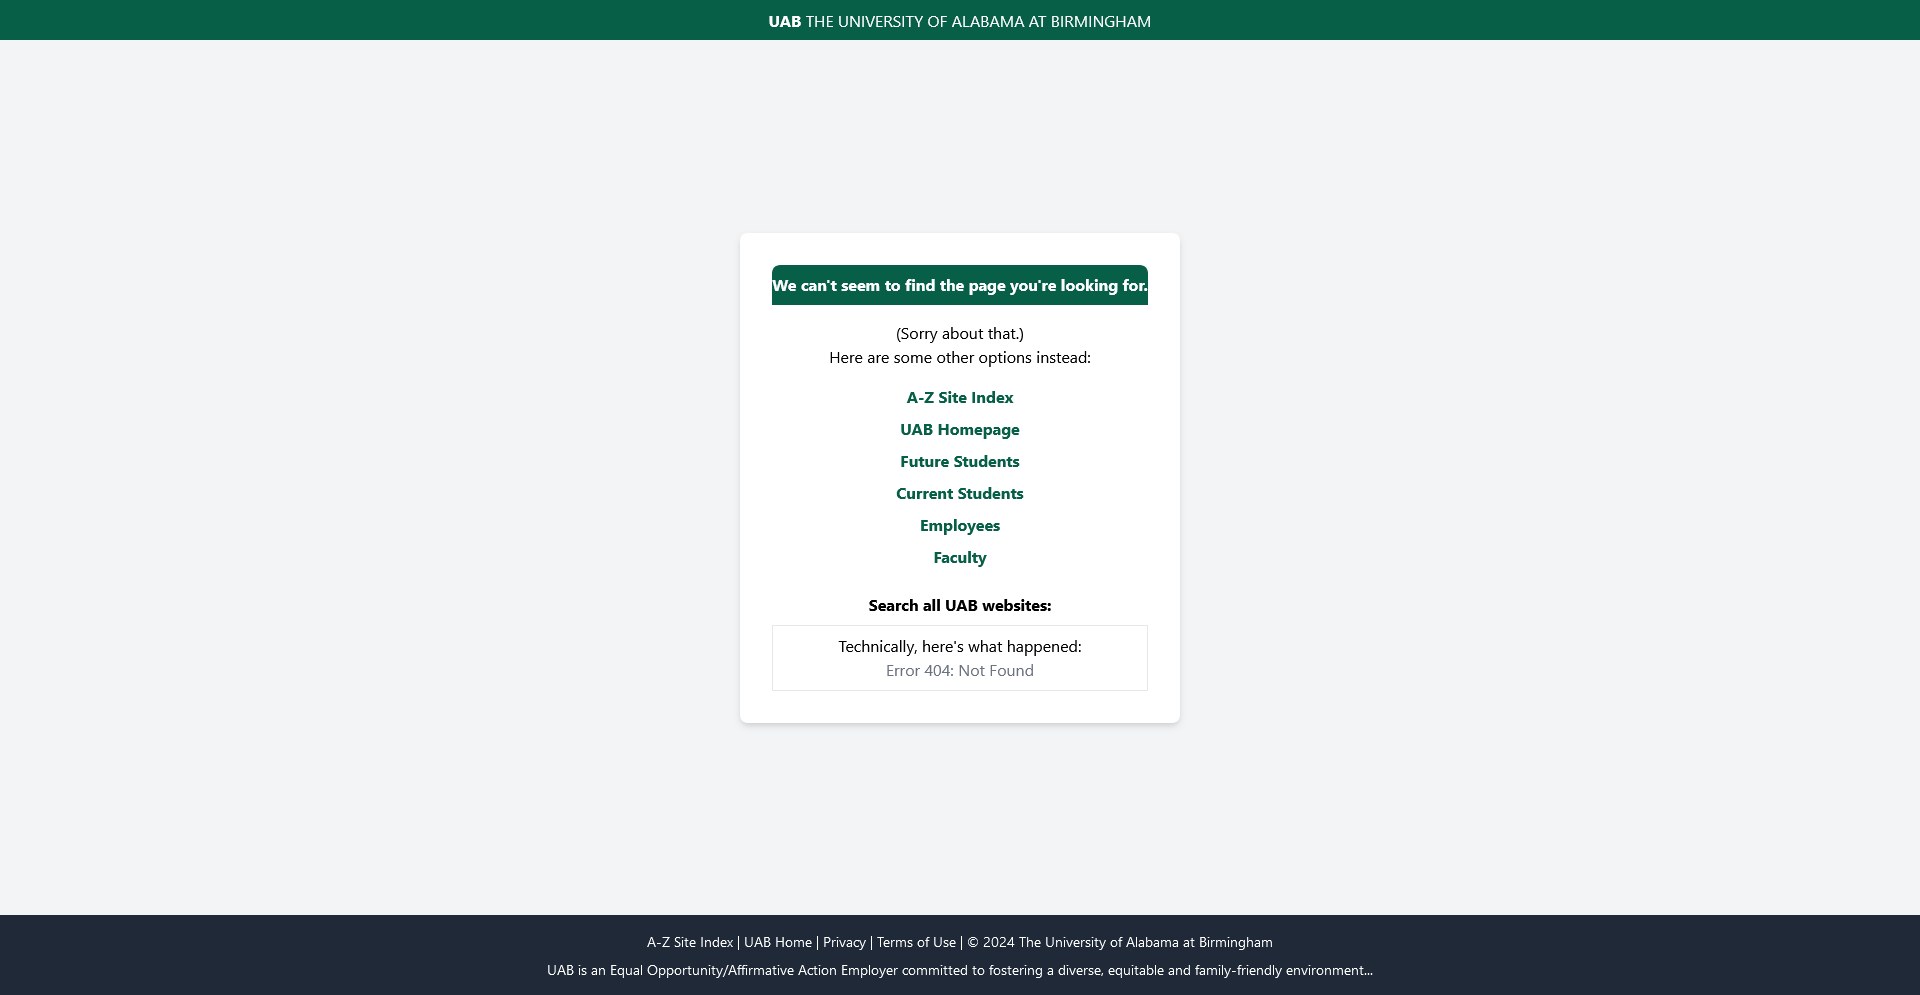 UAB THE UNIVERSITY OF ALABAMA AT BIRMINGHAM
We can't seem to find the page you're looking for.
(Sorry about that.)
Here are some other options instead:
A-Z Site Index
UAB Homepage
Future Students
Current Students
Employees
Faculty
Search all UAB websites:
Technically, here's what happened:
Error 404: Not Found
A-Z Site Index | UAB Home | Privacy | Terms of Use | © 2024 The University of Alabama at Birmingham
UAB is an Equal Opportunity/Affirmative Action Employer committed to fostering a diverse, equitable and family-friendly environment...